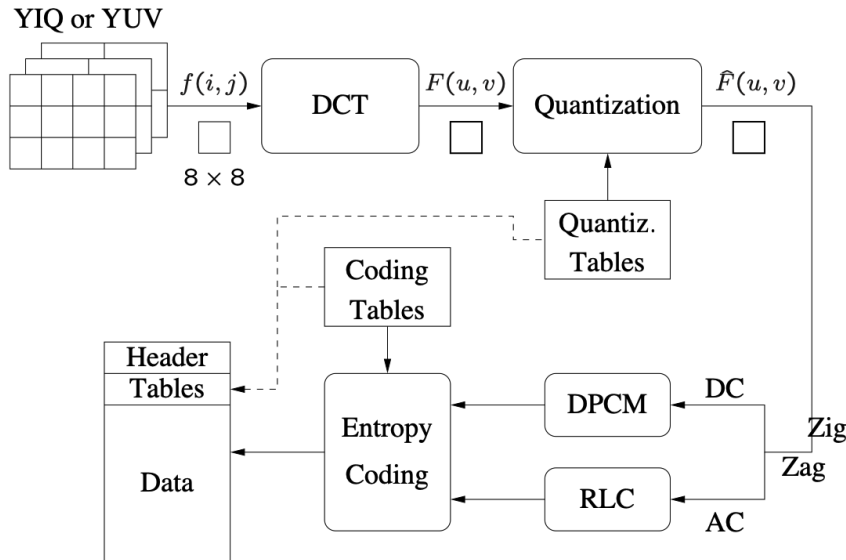 YIQ or YUV
f(i, j)
8 × 8
DCT
F(u, v)
Quantization
F̂(u, v)
Quantiz.
Tables
Coding
Tables
Header
Tables
Data
Entropy
Coding
DPCM
DC
Zig
Zag
RLC
AC